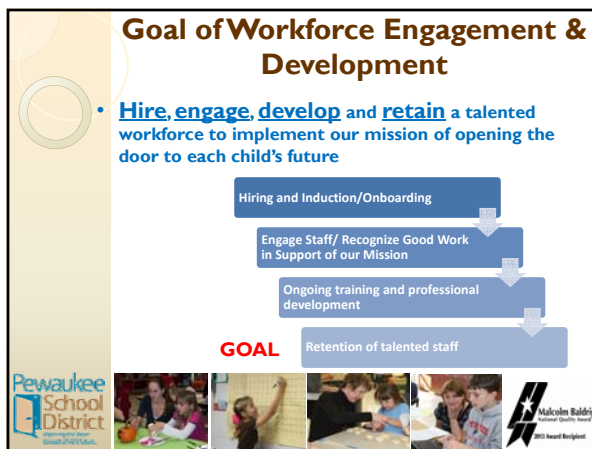 Goal of Workforce Engagement &
Development
• Hire, engage, develop and retain a talented
workforce to implement our mission of opening the
door to each child's future
Hiring and Induction/Onboarding
Engage Staff/ Recognize Good Work
in Support of our Mission
Ongoing training and professional
development
GOAL
Retention of talented staff
Pewaukee
School
District
Malcolm Baldrig
National Quality Award
2013 Award Recipient